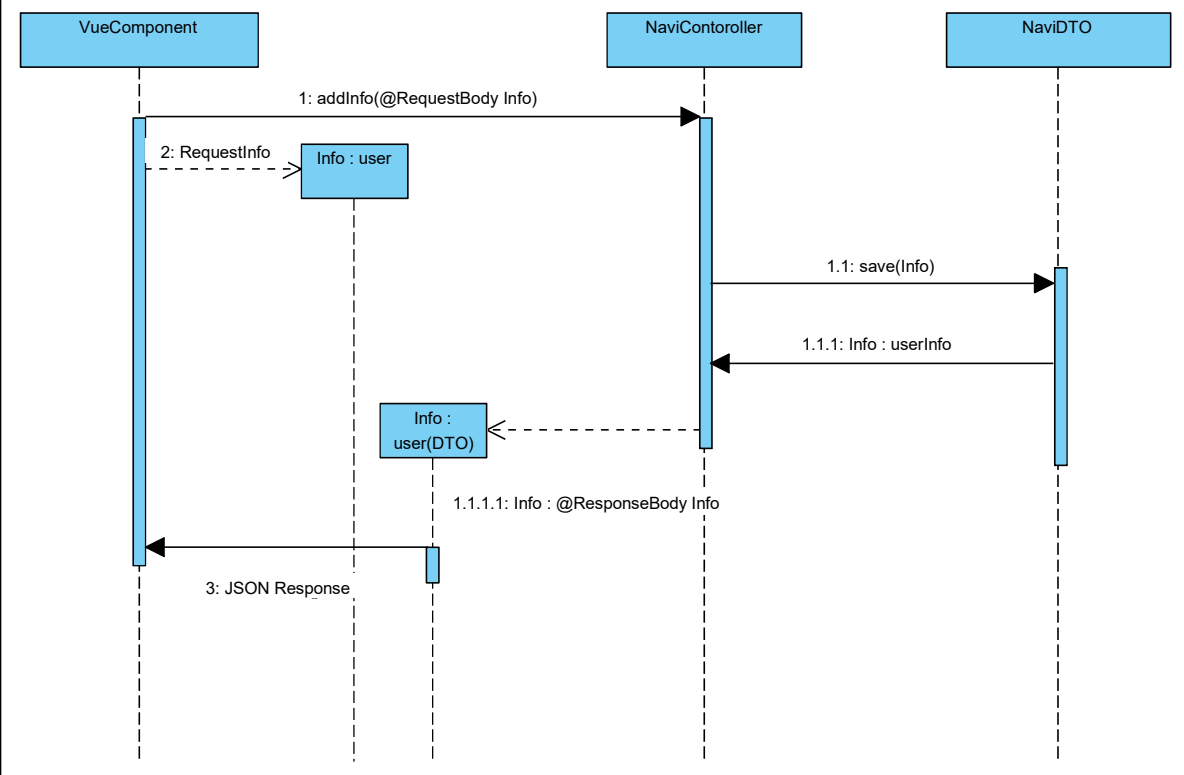 VueComponent
NaviContoroller
NaviDTO
1: addInfo(@RequestBody Info)
2: RequestInfo
Info : user
1.1: save(Info)
1.1.1: Info : userInfo
Info :
user(DTO)
1.1.1.1: Info : @ResponseBody Info
3: JSON Response